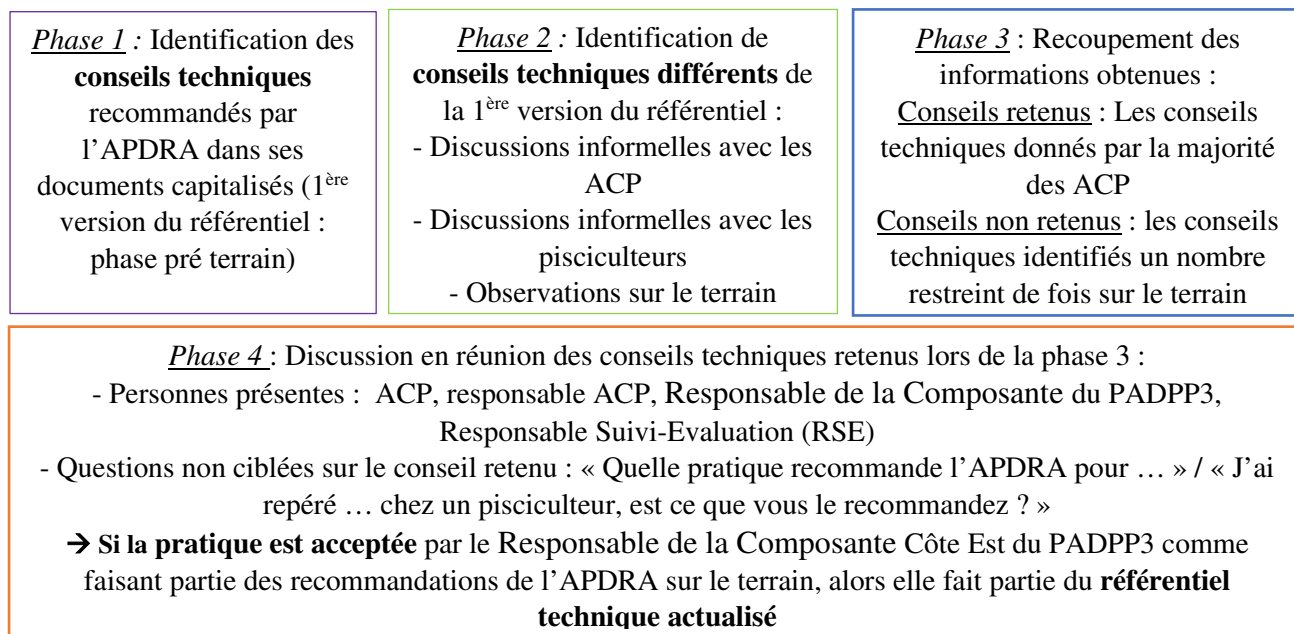 Phase 1 : Identification des
conseils techniques
recommandés par
l'APDRA dans ses
documents capitalisés (1ère
version du référentiel :
phase pré terrain)
Phase 2 : Identification de
conseils techniques différents de
la 1ère version du référentiel :
- Discussions informelles avec les
ACP
- Discussions informelles avec les
pisciculteurs
- Observations sur le terrain
Phase 3 : Recoupement des
informations obtenues :
Conseils retenus : Les conseils
techniques donnés par la majorité
des ACP
Conseils non retenus : les conseils
techniques identifiés un nombre
restreint de fois sur le terrain
Phase 4 : Discussion en réunion des conseils techniques retenus lors de la phase 3 :
- Personnes présentes : ACP, responsable ACP, Responsable de la Composante du PADPP3,
Responsable Suivi-Evaluation (RSE)
- Questions non ciblées sur le conseil retenu : « Quelle pratique recommande l'APDRA pour … » / « J'ai
repéré … chez un pisciculteur, est ce que vous le recommandez ? »
→ Si la pratique est acceptée par le Responsable de la Composante Côte Est du PADPP3 comme
faisant partie des recommandations de l'APDRA sur le terrain, alors elle fait partie du référentiel
technique actualisé